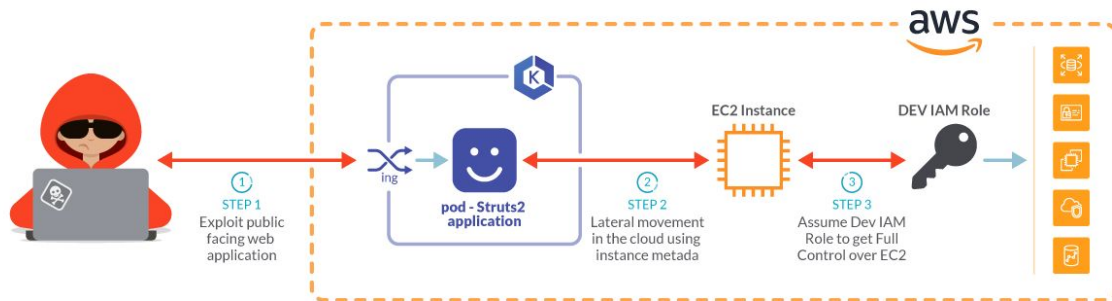 aws
K
EC2 Instance
DEV IAM Role
ing
pod - Struts2
application
1
STEP 1
Exploit public
facing web
application
2
STEP 2
Lateral movement
in the cloud using
instance metada
3
STEP 3
Assume Dev IAM
Role to get Full
Control over EC2